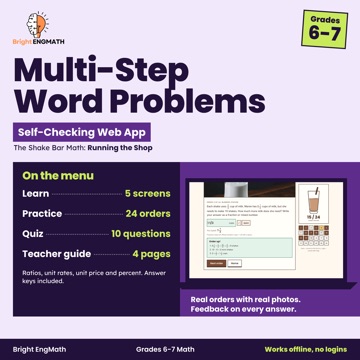 Bright ENGMATH
Grades
6-7
Multi-Step
Word Problems
Self-Checking Web App
The Shake Bar Math: Running the Shop
On the menu
Learn 5 screens
Practice 24 orders
Quiz 10 questions
Teacher guide 4 pages
Ratios, unit rates, unit price and percent. Answer
keys included.
Real orders with real photos.
Feedback on every answer.
Bright EngMath
Grades 6-7 Math
Works offline, no logins